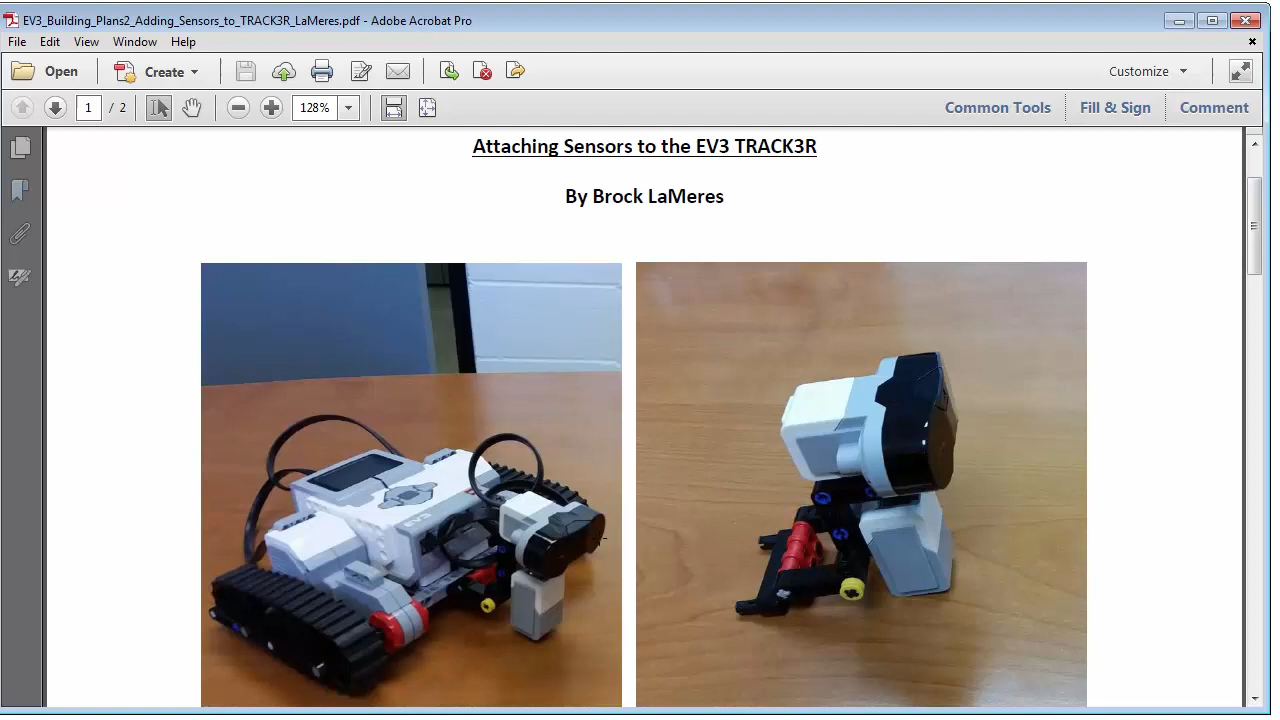 EV3_Building_Plans2_Adding_Sensors_to_TRACK3R_LaMeres.pdf - Adobe Acrobat Pro
File Edit View Window Help
Open Create Customize
1 / 2 128% Common Tools Fill & Sign Comment
Attaching Sensors to the EV3 TRACK3R
By Brock LaMeres
EV3